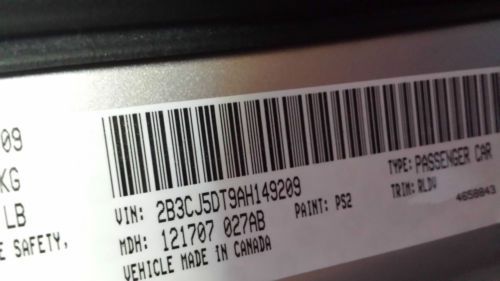 09
KG
LB
E SAFETY,
VIN: 2B3CJ5DT9AH149209
TYPE: PASSENGER CAR
MDH: 121707 027AB
PAINT: PS2
TRIM: RLDV
VEHICLE MADE IN CANADA
4658843